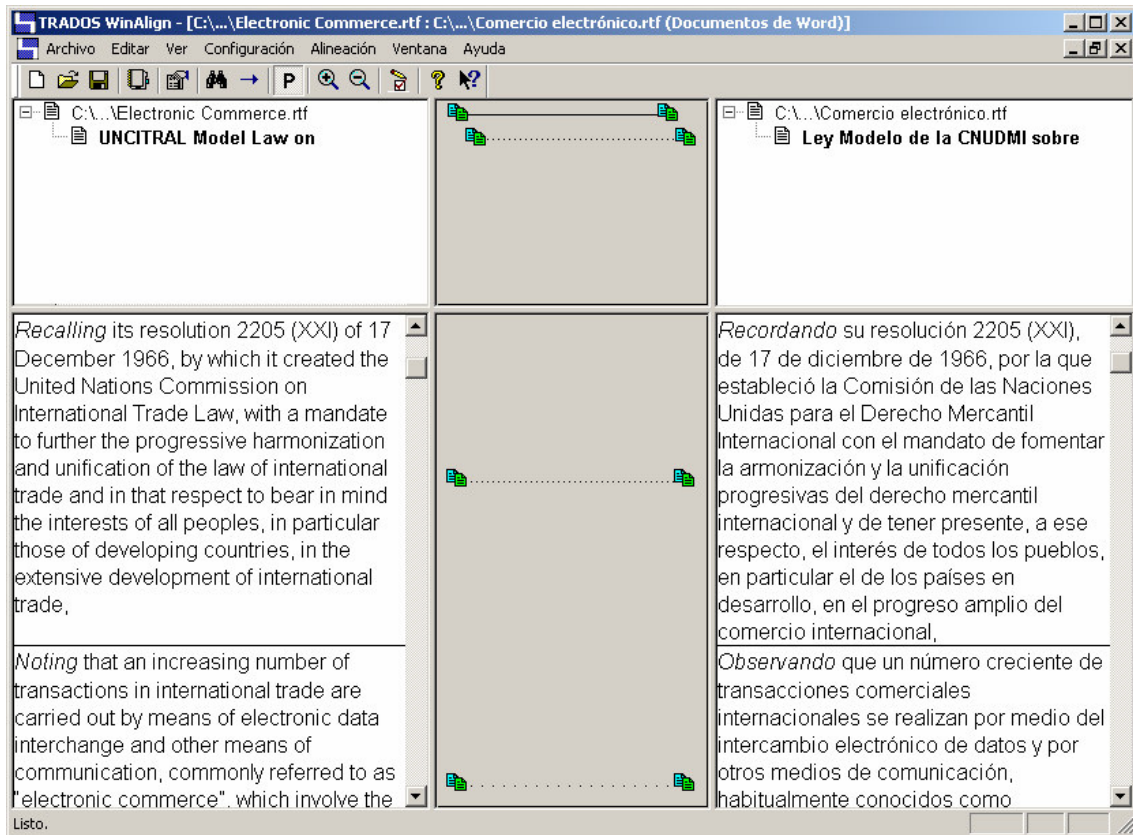 TRADOS WinAlign - [C:\...\Electronic Commerce.rtf : C:\...\Comercio electrónico.rtf (Documentos de Word)]
Archivo Editar Ver Configuración Alineación Ventana Ayuda
P
C:\...\Electronic Commerce.rtf
UNCITRAL Model Law on
C:\...\Comercio electrónico.rtf
Ley Modelo de la CNUDMI sobre
Recalling its resolution 2205 (XXI) of 17
December 1966, by which it created the
United Nations Commission on
International Trade Law, with a mandate
to further the progressive harmonization
and unification of the law of international
trade and in that respect to bear in mind
the interests of all peoples, in particular
those of developing countries, in the
extensive development of international
trade,
Noting that an increasing number of
transactions in international trade are
carried out by means of electronic data
interchange and other means of
communication, commonly referred to as
"electronic commerce", which involve the
Recordando su resolución 2205 (XXI),
de 17 de diciembre de 1966, por la que
estableció la Comisión de las Naciones
Unidas para el Derecho Mercantil
Internacional con el mandato de fomentar
la armonización y la unificación
progresivas del derecho mercantil
internacional y de tener presente, a ese
respecto, el interés de todos los pueblos,
en particular el de los países en
desarrollo, en el progreso amplio del
comercio internacional,
Observando que un número creciente de
transacciones comerciales
internacionales se realizan por medio del
intercambio electrónico de datos y por
otros medios de comunicación,
habitualmente conocidos como
Listo.